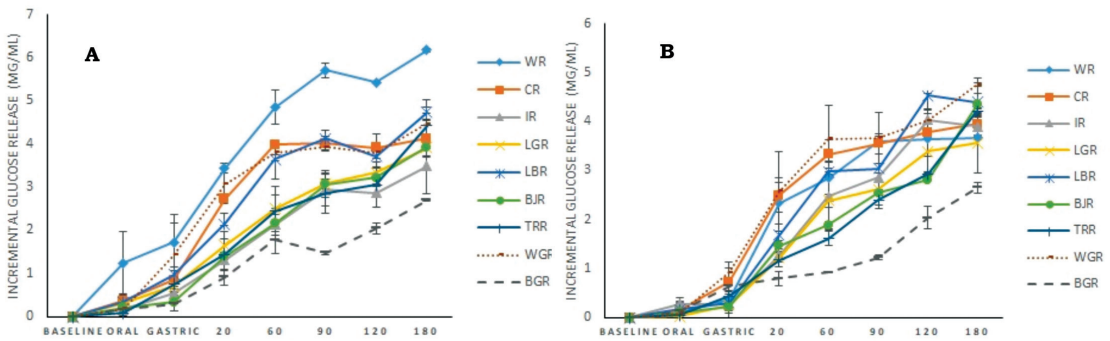 A
INCREMENTAL GLUCOSE RELEASE (MG/ML)
7
6
5
4
3
2
1
0
BASELINE ORAL GASTRIC 20 60 90 120 180
WR
CR
IR
LGR
LBR
BJR
TRR
WGR
BGR
B
INCREMENTAL GLUCOSE RELEASE (MG/ML)
6
5
4
3
2
1
0
BASELINE ORAL GASTRIC 20 60 90 120 180
WR
CR
IR
LGR
LBR
BJR
TRR
WGR
BGR